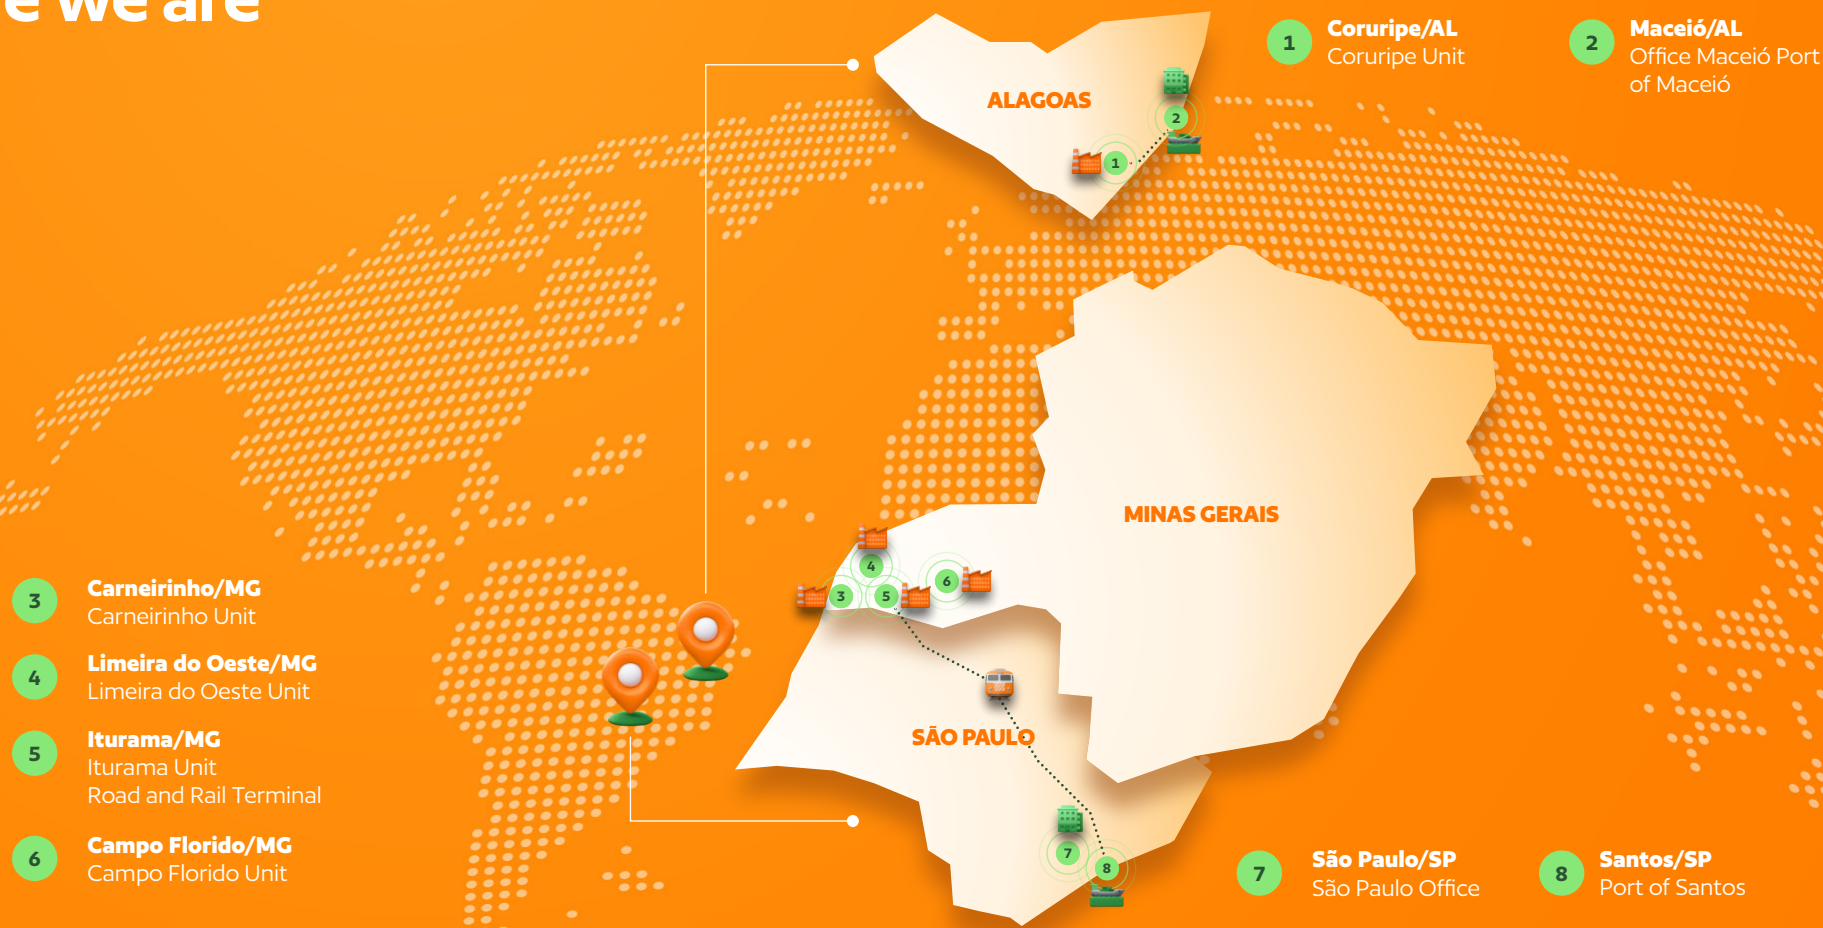 e we are
1
Coruripe/AL
Coruripe Unit
2
Maceió/AL
Office Maceió Port
of Maceió
ALAGOAS
2
1
MINAS GERAIS
4
3
5
6
SÃO PAULO
7
8
3
Carneirinho/MG
Carneirinho Unit
4
Limeira do Oeste/MG
Limeira do Oeste Unit
5
Iturama/MG
Iturama Unit
Road and Rail Terminal
6
Campo Florido/MG
Campo Florido Unit
7
São Paulo/SP
São Paulo Office
8
Santos/SP
Port of Santos